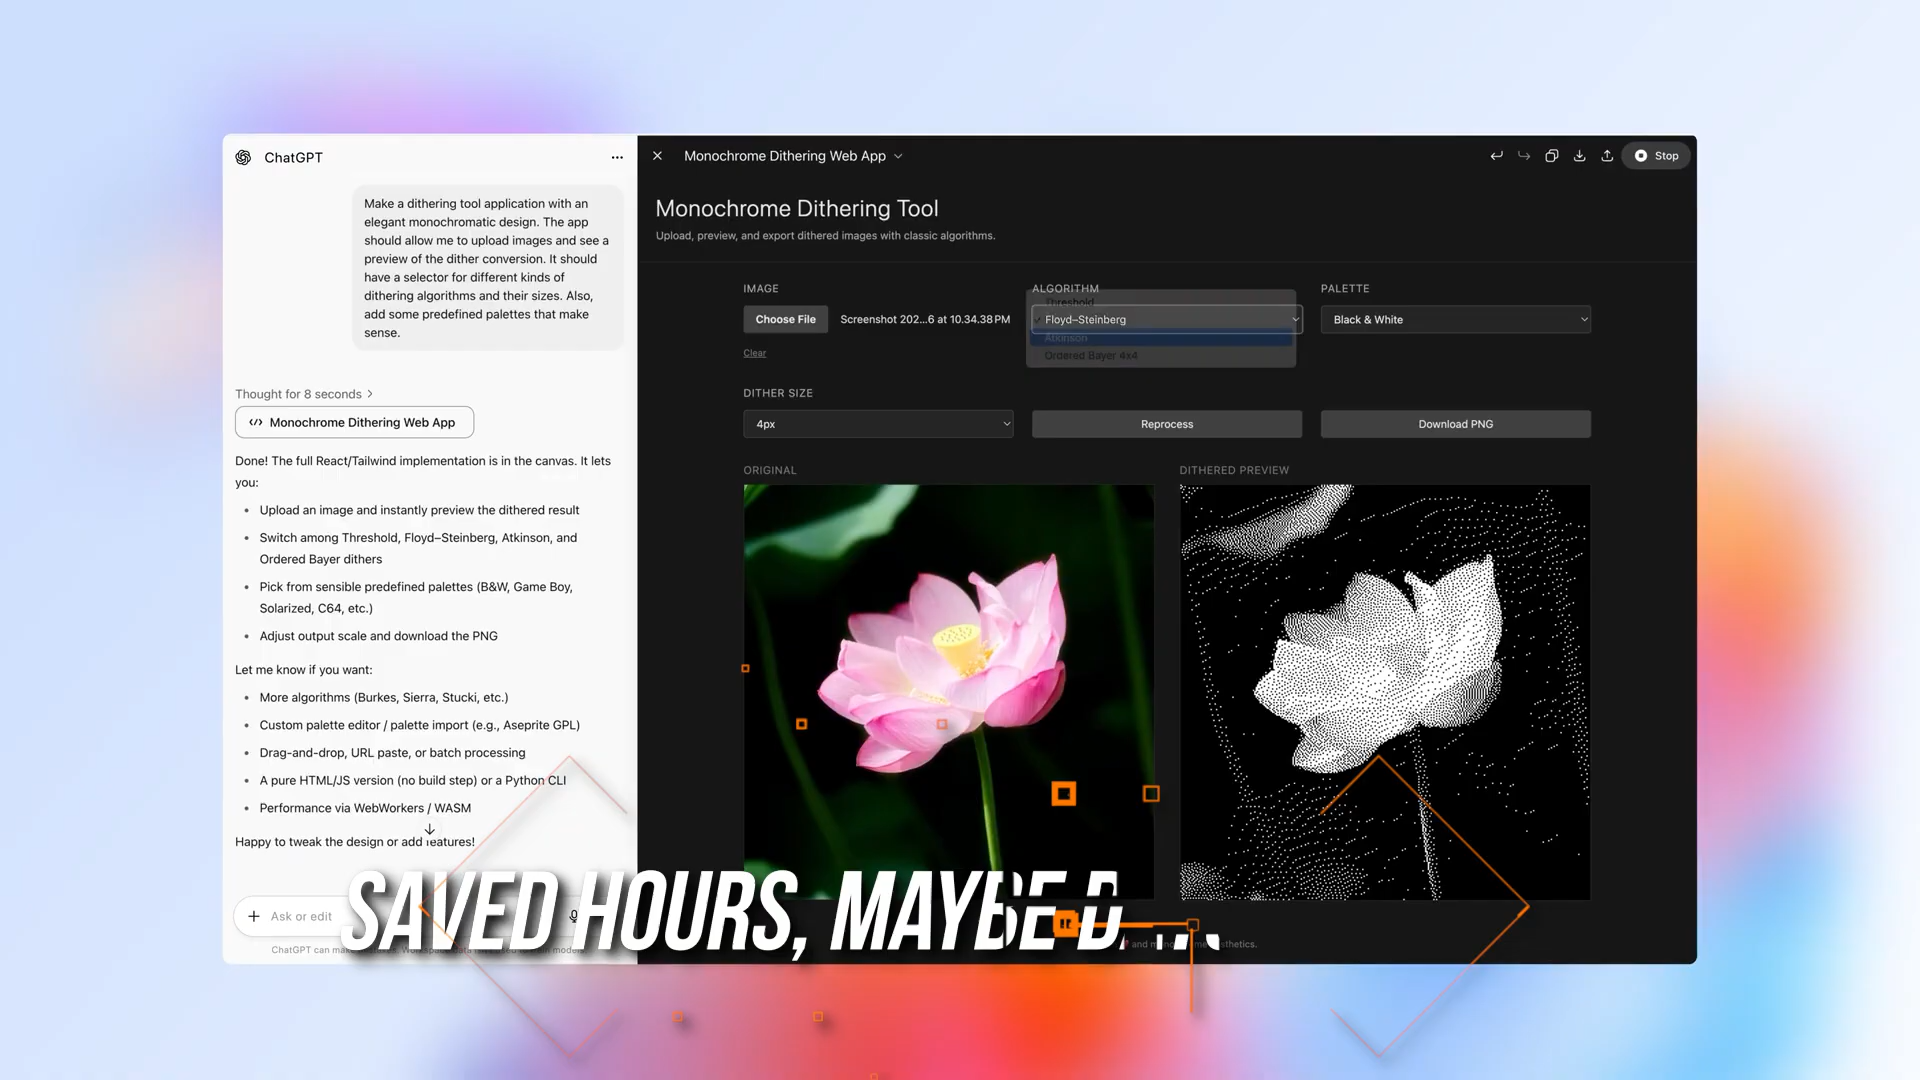 ChatGPT
Make a dithering tool application with an
elegant monochromatic design. The app
should allow me to upload images and see a
preview of the dither conversion. It should
have a selector for different kinds of
dithering algorithms and their sizes. Also,
add some predefined palettes that make
sense.
Thought for 8 seconds
Monochrome Dithering Web App
Done! The full React/Tailwind implementation is in the canvas. It lets
you:
• Upload an image and instantly preview the dithered result
• Switch among Threshold, Floyd–Steinberg, Atkinson, and
Ordered Bayer dithers
• Pick from sensible predefined palettes (B&W, Game Boy,
Solarized, C64, etc.)
• Adjust output scale and download the PNG
Let me know if you want:
• More algorithms (Burkes, Sierra, Stucki, etc.)
• Custom palette editor / palette import (e.g., Aseprite GPL)
• Drag-and-drop, URL paste, or batch processing
• A pure HTML/JS version (no build step) or a Python CLI
• Performance via WebWorkers / WASM
Happy to tweak the design or add features!
Ask or edit
ChatGPT can
Monochrome Dithering Web App
Stop
Monochrome Dithering Tool
Upload, preview, and export dithered images with classic algorithms.
IMAGE
Choose File Screenshot 202...6 at 10.34.38 PM
Clear
ALGORITHM
Threshold
Floyd–Steinberg
Atkinson
Ordered Bayer 4x4
PALETTE
Black & White
DITHER SIZE
4px
Reprocess
Download PNG
ORIGINAL
DITHERED PREVIEW
SAVED HOURS, MAYBE